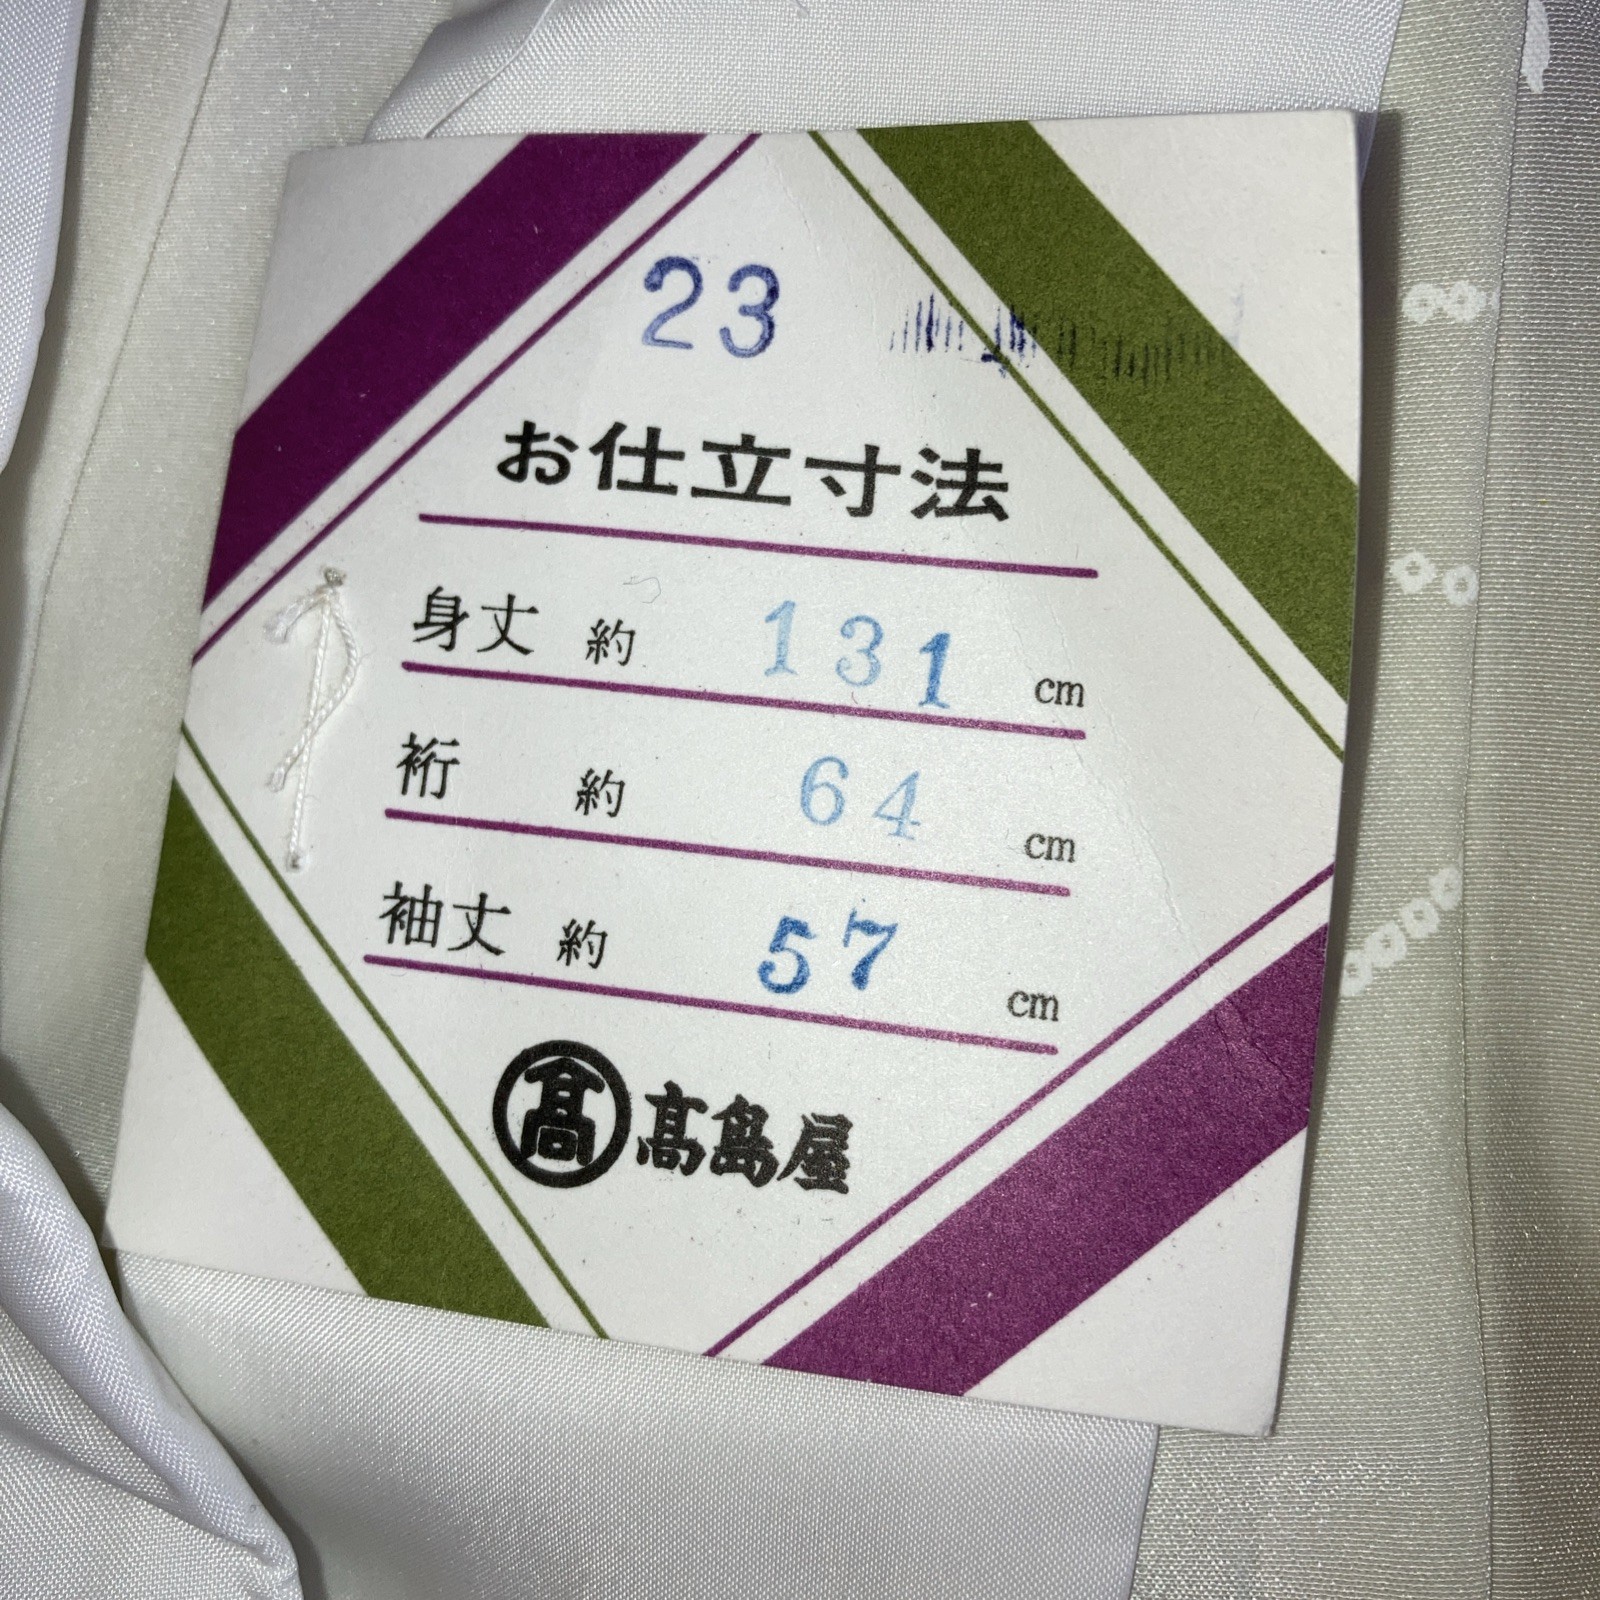 23
お仕立寸法
身丈 約 131 cm
裄 約 64 cm
袖丈 約 57 cm
髙 髙島屋